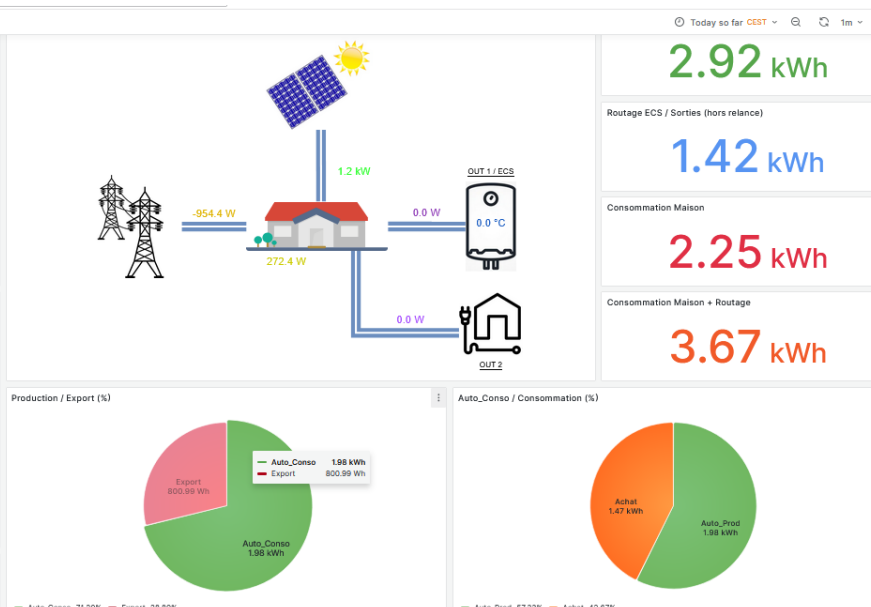 Today so far CEST
1m
2.92 kWh
Routage ECS / Sorties (hors relance)
1.42 kWh
Consommation Maison
2.25 kWh
Consommation Maison + Routage
3.67 kWh
1.2 kW
OUT 1 / ECS
-954.4 W
0.0 W
0.0 °C
272.4 W
0.0 W
OUT 2
Production / Export (%)
Export
800.99 Wh
Auto_Conso 1.98 kWh
Export 800.99 Wh
Auto_Conso
1.98 kWh
Auto_Conso / Consommation (%)
Achat
1.47 kWh
Auto_Prod
1.98 kWh